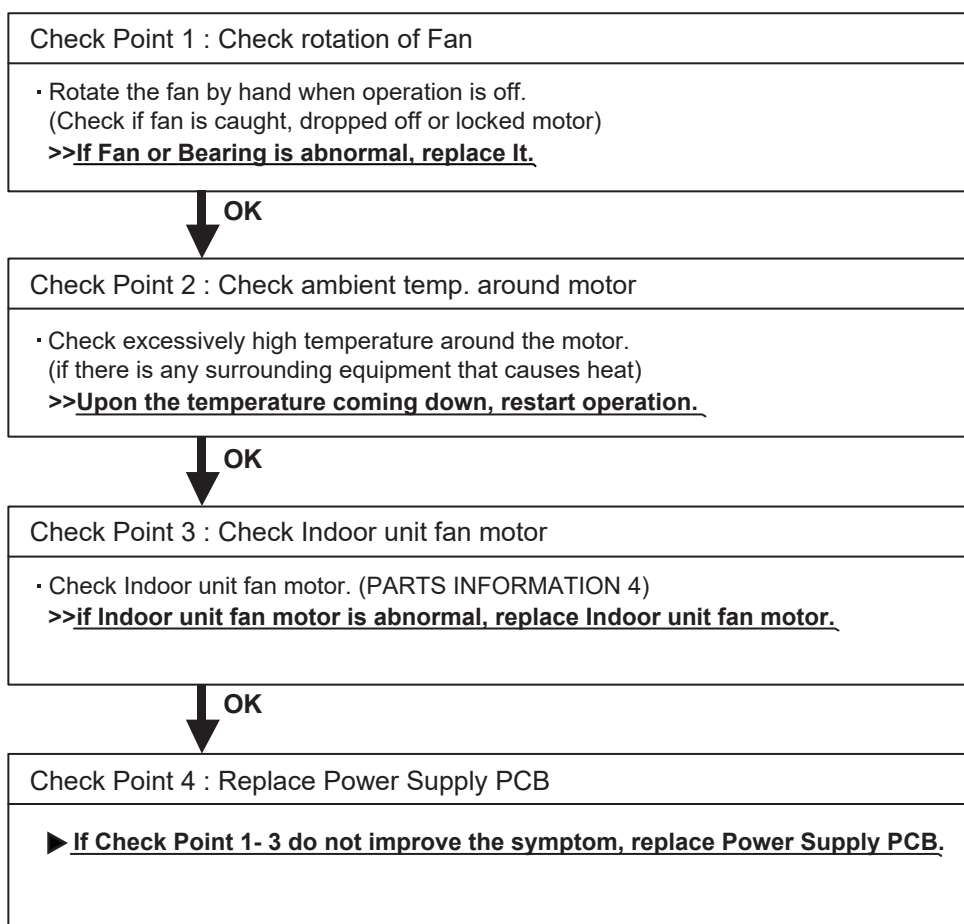 Check Point 1 : Check rotation of Fan
· Rotate the fan by hand when operation is off.
(Check if fan is caught, dropped off or locked motor)
>>If Fan or Bearing is abnormal, replace It.
OK
Check Point 2 : Check ambient temp. around motor
· Check excessively high temperature around the motor.
(if there is any surrounding equipment that causes heat)
>>Upon the temperature coming down, restart operation.
OK
Check Point 3 : Check Indoor unit fan motor
· Check Indoor unit fan motor. (PARTS INFORMATION 4)
>>if Indoor unit fan motor is abnormal, replace Indoor unit fan motor.
OK
Check Point 4 : Replace Power Supply PCB
▶ If Check Point 1- 3 do not improve the symptom, replace Power Supply PCB.